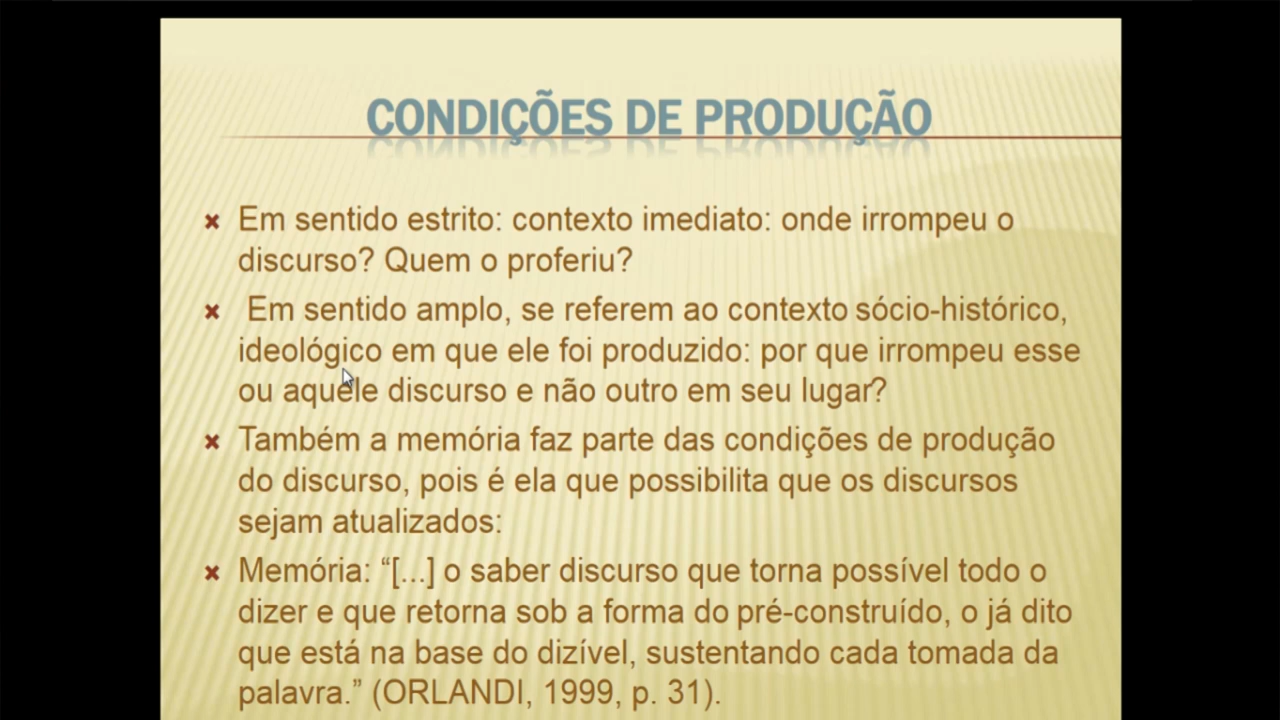 CONDIÇÕES DE PRODUÇÃO
Em sentido estrito: contexto imediato: onde irrompeu o
discurso? Quem o proferiu?
Em sentido amplo, se referem ao contexto sócio-histórico,
ideológico em que ele foi produzido: por que irrompeu esse
ou aquele discurso e não outro em seu lugar?
Também a memória faz parte das condições de produção
do discurso, pois é ela que possibilita que os discursos
sejam atualizados:
Memória: “[...] o saber discurso que torna possível todo o
dizer e que retorna sob a forma do pré-construído, o já dito
que está na base do dizível, sustentando cada tomada da
palavra.” (ORLANDI, 1999, p. 31).